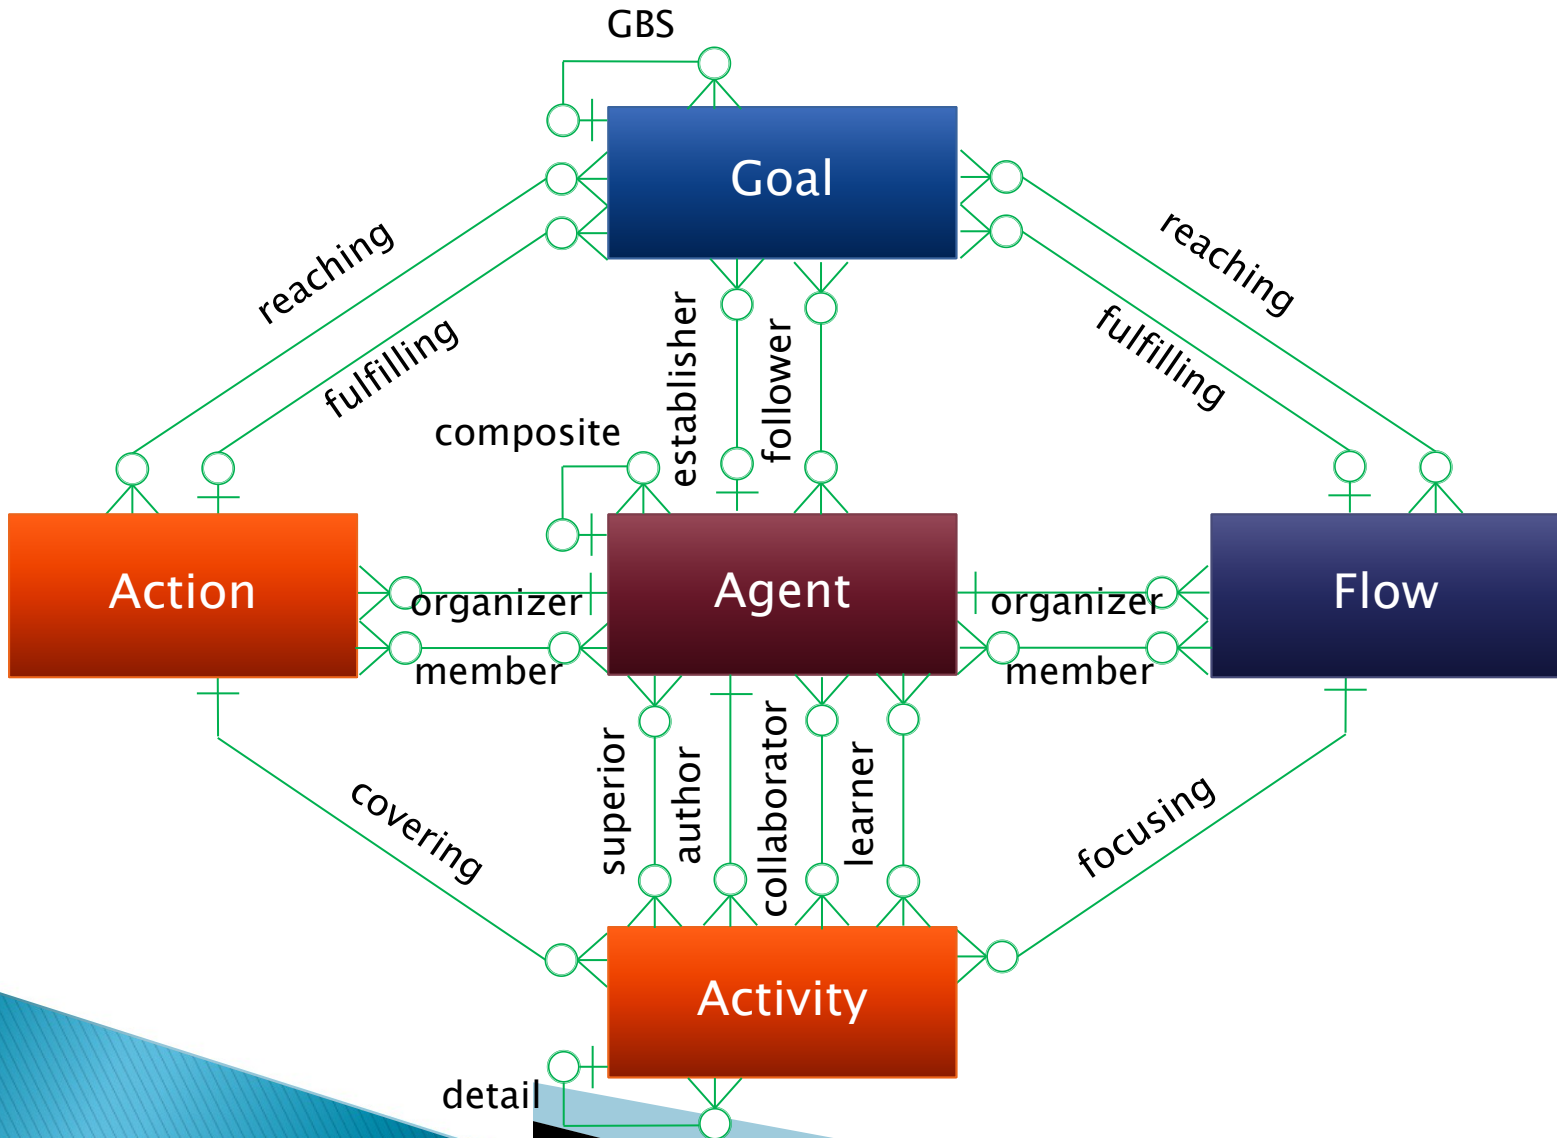 GBS
Goal
reaching
reaching
fulfilling
fulfilling
establisher
follower
composite
Action
Agent
Flow
organizer
organizer
member
member
superior
author
collaborator
learner
covering
focusing
Activity
detail